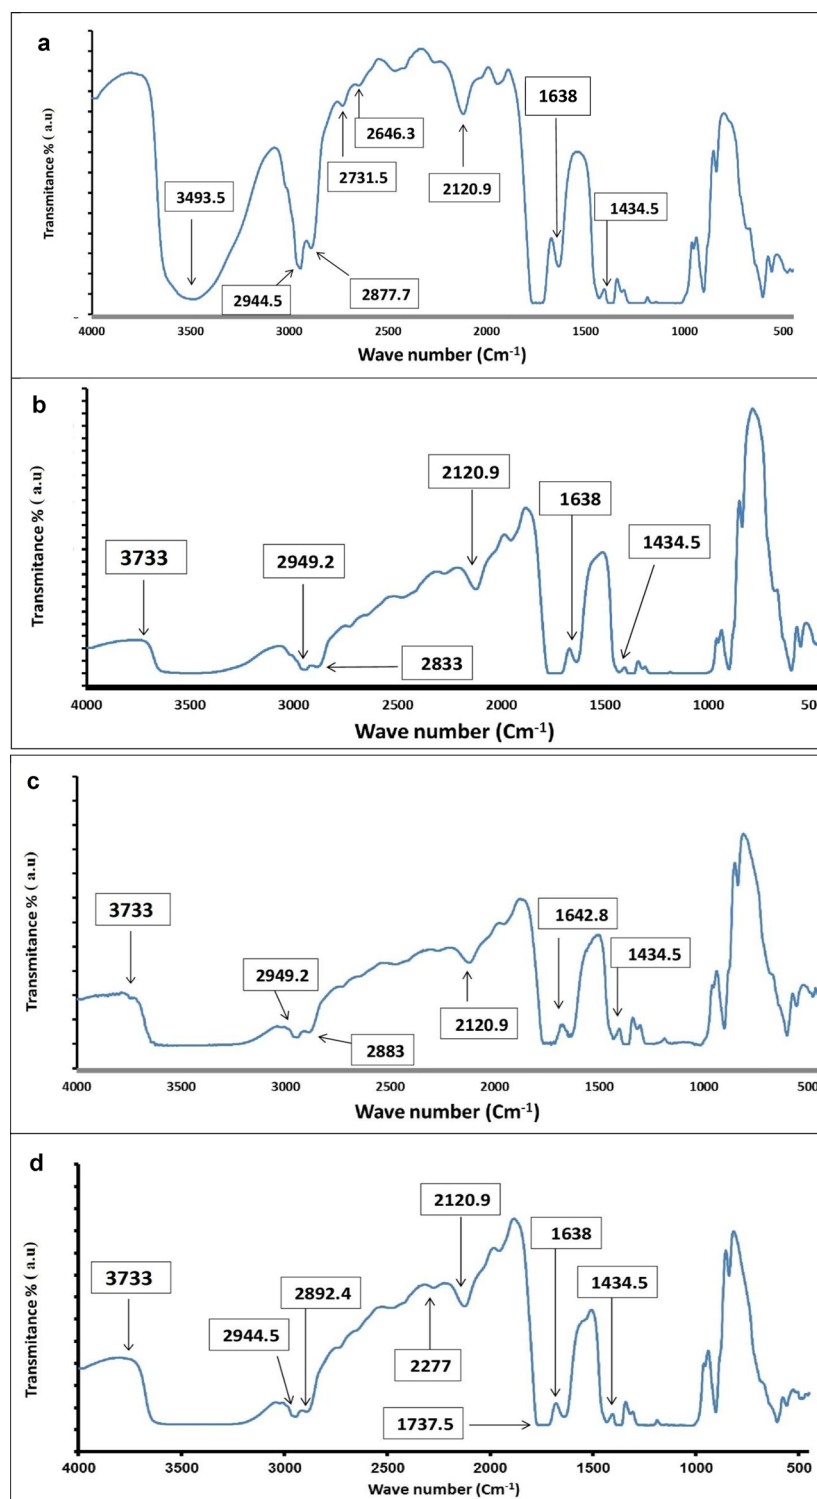 a
Transmitance % ( a.u)
1638
2646.3
2731.5
2120.9
3493.5
1434.5
2944.5
2877.7
4000 3500 3000 2500 2000 1500 1000 500
Wave number (Cm-1)
b
Transmitance % ( a.u)
2120.9
1638
3733
2949.2
1434.5
2833
4000 3500 3000 2500 2000 1500 1000 500
Wave number (Cm-1)
c
Transmitance % ( a.u)
3733
1642.8
2949.2
1434.5
2120.9
2883
4000 3500 3000 2500 2000 1500 1000 500
Wave number (Cm-1)
d
Transmitance % ( a.u)
2120.9
1638
3733
2892.4
1434.5
2944.5
2277
1737.5
4000 3500 3000 2500 2000 1500 1000 500
Wave number (Cm-1)